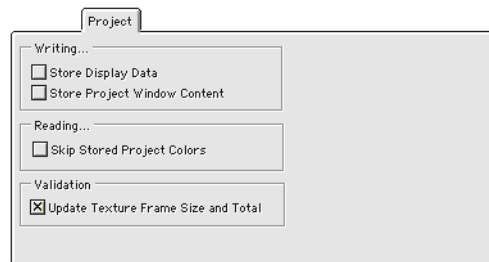 Project
Writing...
Store Display Data
Store Project Window Content
Reading...
Skip Stored Project Colors
Validation
Update Texture Frame Size and Total